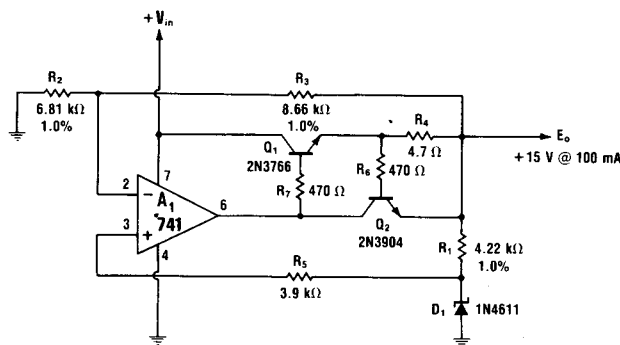 + Vin
R2
6.81 kΩ
1.0%
R3
8.66 kΩ
1.0%
R4
4.7 Ω
Eo
+15 V @ 100 mA
Q1
2N3766
R6
470 Ω
R7
470 Ω
7
2
−
A1
741
6
3
+
4
Q2
2N3904
R1
4.22 kΩ
1.0%
R5
3.9 kΩ
D1
1N4611